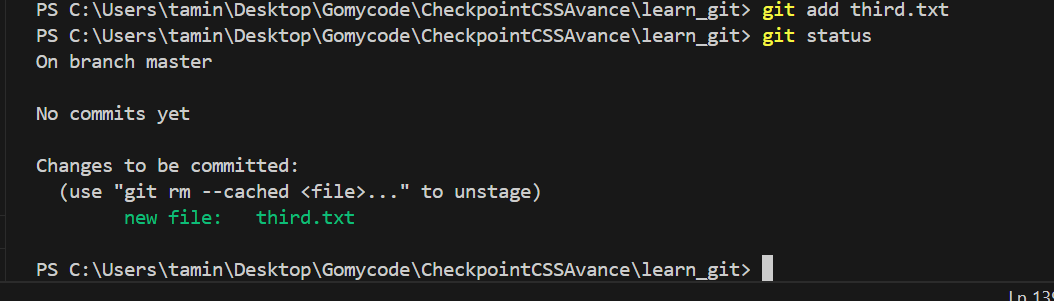 PS C:\Users\tamin\Desktop\Gomycode\CheckpointCSSAvance\learn_git> git add third.txt
PS C:\Users\tamin\Desktop\Gomycode\CheckpointCSSAvance\learn_git> git status
On branch master
No commits yet
Changes to be committed:
(use "git rm --cached <file>..." to unstage)
new file: third.txt
PS C:\Users\tamin\Desktop\Gomycode\CheckpointCSSAvance\learn_git>
Ln